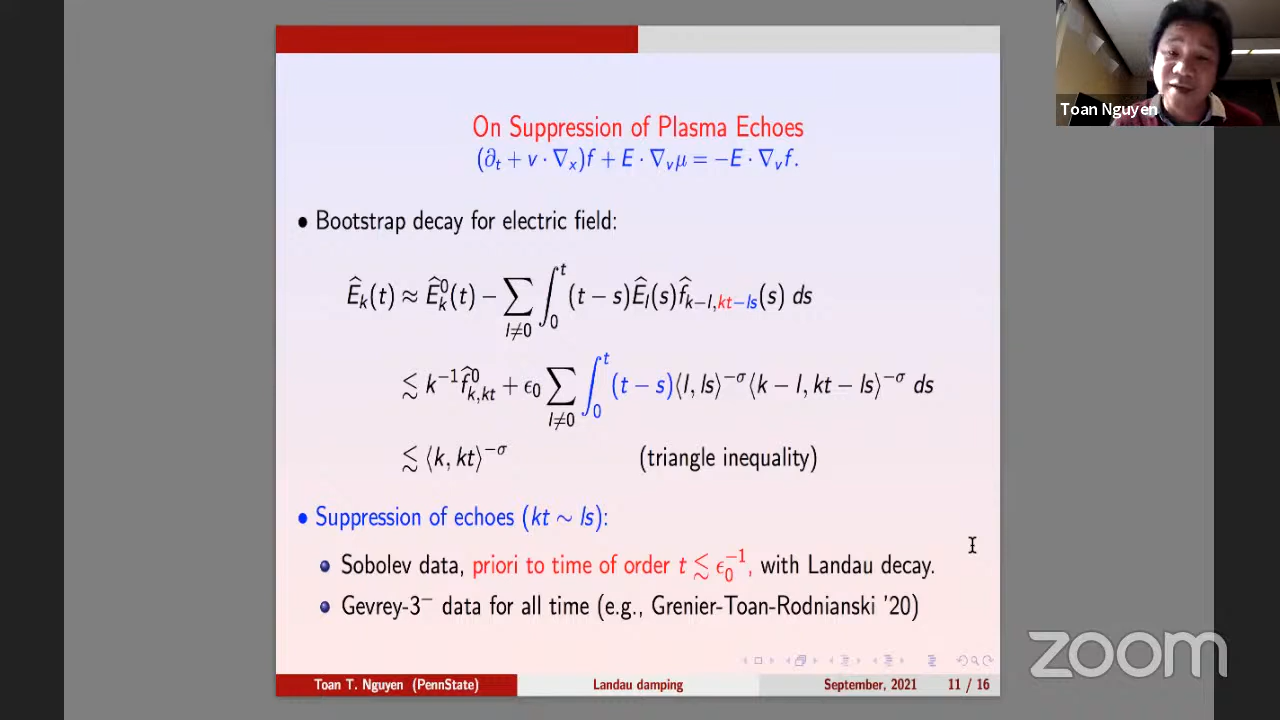 Toan Nguyen
On Suppression of Plasma Echoes
(∂_t + v · ∇_x)f + E · ∇_v μ = −E · ∇_v f.
• Bootstrap decay for electric field:
Ê_k(t) ≈ Ê_k^0(t) − ∑_{l≠0} ∫_0^t (t − s)Ê_l(s)f̂_{k−l,kt−ls}(s) ds
≲ k^{−1}f̂^0_{k,kt} + ϵ_0 ∑_{l≠0} ∫_0^t (t − s)⟨l, ls⟩^{−σ}⟨k − l, kt − ls⟩^{−σ} ds
≲ ⟨k, kt⟩^{−σ} (triangle inequality)
• Suppression of echoes (kt ∼ ls):
• Sobolev data, priori to time of order t ≲ ϵ_0^{−1}, with Landau decay.
• Gevrey-3^− data for all time (e.g., Grenier-Toan-Rodnianski '20)
Toan T. Nguyen (PennState) Landau damping September, 2021 11 / 16
zoom